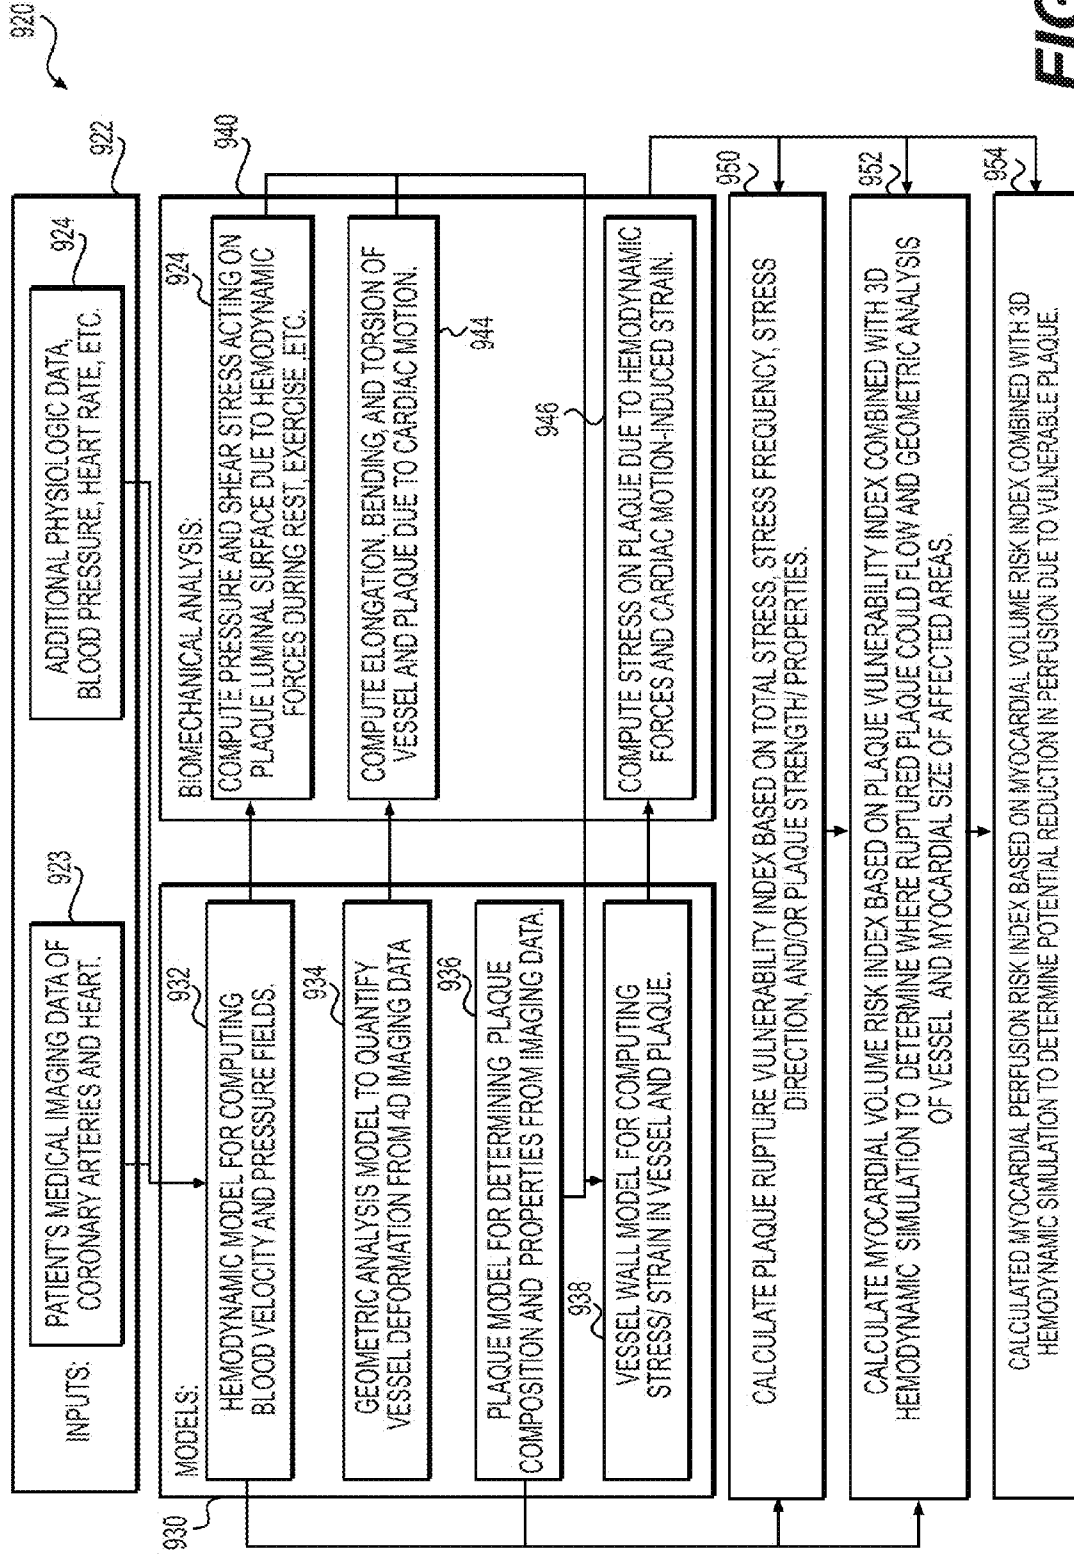 920
922
INPUTS:
923
PATIENT'S MEDICAL IMAGING DATA OF
CORONARY ARTERIES AND HEART.
924
ADDITIONAL PHYSIOLOGIC DATA,
BLOOD PRESSURE, HEART RATE, ETC.
930
MODELS:
932
HEMODYNAMIC MODEL FOR COMPUTING
BLOOD VELOCITY AND PRESSURE FIELDS.
934
GEOMETRIC ANALYSIS MODEL TO QUANTIFY
VESSEL DEFORMATION FROM 4D IMAGING DATA
936
PLAQUE MODEL FOR DETERMINING PLAQUE
COMPOSITION AND PROPERTIES FROM IMAGING DATA.
938
VESSEL WALL MODEL FOR COMPUTING
STRESS/ STRAIN IN VESSEL AND PLAQUE.
940
BIOMECHANICAL ANALYSIS:
924
COMPUTE PRESSURE AND SHEAR STRESS ACTING ON
PLAQUE LUMINAL SURFACE DUE TO HEMODYNAMIC
FORCES DURING REST, EXERCISE ,ETC.
COMPUTE ELONGATION, BENDING, AND TORSION OF
VESSEL AND PLAQUE DUE TO CARDIAC MOTION.
944
946
COMPUTE STRESS ON PLAQUE DUE TO HEMODYNAMIC
FORCES AND CARDIAC MOTION-INDUCED STRAIN.
950
CALCULATE PLAQUE RUPTURE VULNERABILITY INDEX BASED ON TOTAL STRESS, STRESS FREQUENCY, STRESS
DIRECTION, AND/OR PLAQUE STRENGTH/ PROPERTIES.
952
CALCULATE MYOCARDIAL VOLUME RISK INDEX BASED ON PLAQUE VULNERABILITY INDEX COMBINED WITH 3D
HEMODYNAMIC SIMULATION TO DETERMINE WHERE RUPTURED PLAQUE COULD FLOW AND GEOMETRIC ANALYSIS
OF VESSEL AND MYOCARDIAL SIZE OF AFFECTED AREAS.
954
CALCULATED MYOCARDIAL PERFUSION RISK INDEX BASED ON MYOCARDIAL VOLUME RISK INDEX COMBINED WITH 3D
HEMODYNAMIC SIMULATION TO DETERMINE POTENTIAL REDUCTION IN PERFUSION DUE TO VULNERABLE PLAQUE.